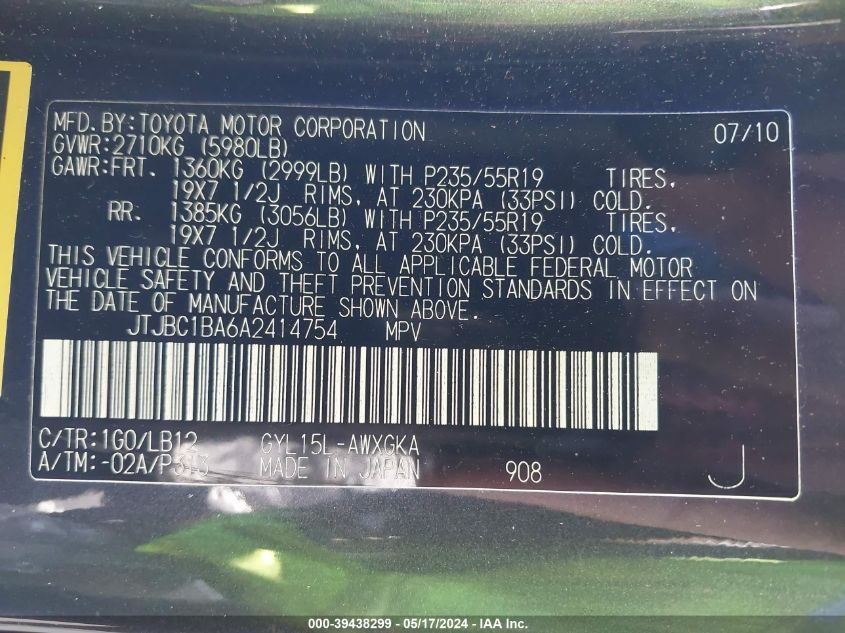 MFD.BY:TOYOTA MOTOR CORPORATION 07/10
GVWR:2710KG (5980LB)
GAWR:FRT. 1360KG (2999LB) WITH P235/55R19 TIRES,
19X7 1/2J RIMS, AT 230KPA (33PSI) COLD.
RR. 1385KG (3056LB) WITH P235/55R19 TIRES,
19X7 1/2J RIMS, AT 230KPA (33PSI) COLD.
THIS VEHICLE CONFORMS TO ALL APPLICABLE FEDERAL MOTOR
VEHICLE SAFETY AND THEFT PREVENTION STANDARDS IN EFFECT ON
THE DATE OF MANUFACTURE SHOWN ABOVE.
JTJBC1BA6A2414754 MPV
C/TR:1G0/LB12 GYL15L-AWXGKA
A/TM:-02A/P313 MADE IN JAPAN 908 J
000-39438299 - 05/17/2024 - IAA Inc.